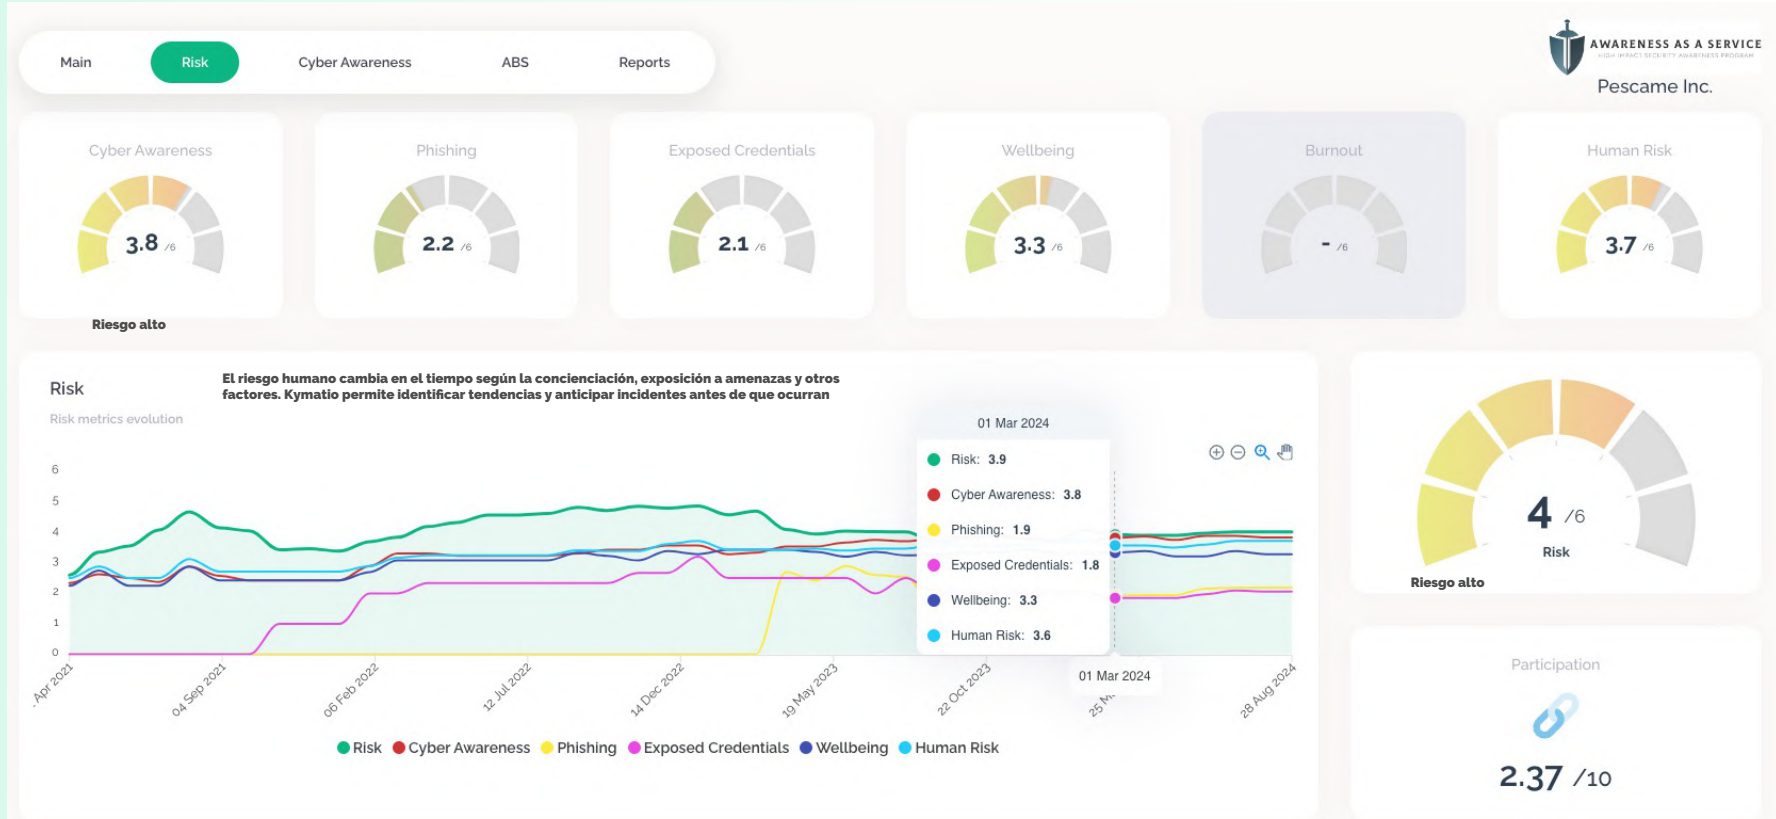 Main
Risk
Cyber Awareness
ABS
Reports
AWARENESS AS A SERVICE
HIGH IMPACT SECURITY AWARENESS PROGRAM
Pescame Inc.
Cyber Awareness
3.8 /6
Riesgo alto
Phishing
2.2 /6
Exposed Credentials
2.1 /6
Wellbeing
3.3 /6
Burnout
- /6
Human Risk
3.7 /6
Risk
Risk metrics evolution
El riesgo humano cambia en el tiempo según la concienciación, exposición a amenazas y otros
factores. Kymatio permite identificar tendencias y anticipar incidentes antes de que ocurran
01 Mar 2024
Risk: 3.9
Cyber Awareness: 3.8
Phishing: 1.9
Exposed Credentials: 1.8
Wellbeing: 3.3
Human Risk: 3.6
6
5
4
3
2
1
0
Apr 2021
04 Sep 2021
06 Feb 2022
12 Jul 2022
14 Dec 2022
19 May 2023
22 Oct 2023
25
28 Aug 2024
01 Mar 2024
Risk
Cyber Awareness
Phishing
Exposed Credentials
Wellbeing
Human Risk
4 /6
Risk
Riesgo alto
Participation
2.37 /10